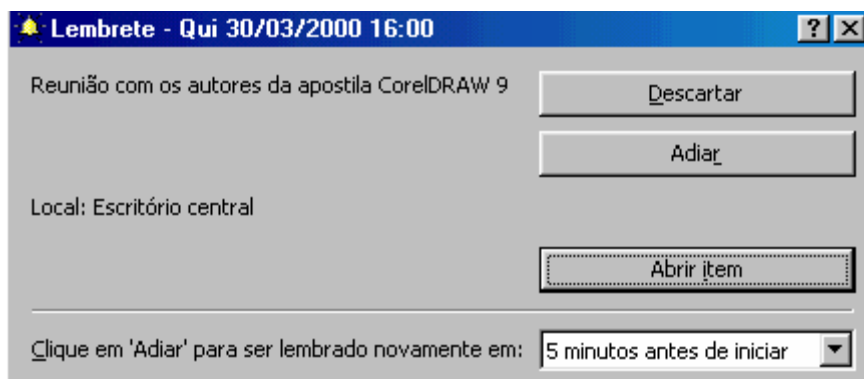 Lembrete - Qui 30/03/2000 16:00
Reunião com os autores da apostila CorelDRAW 9
Descartar
Adiar
Local: Escritório central
Abrir item
Clique em 'Adiar' para ser lembrado novamente em: 5 minutos antes de iniciar